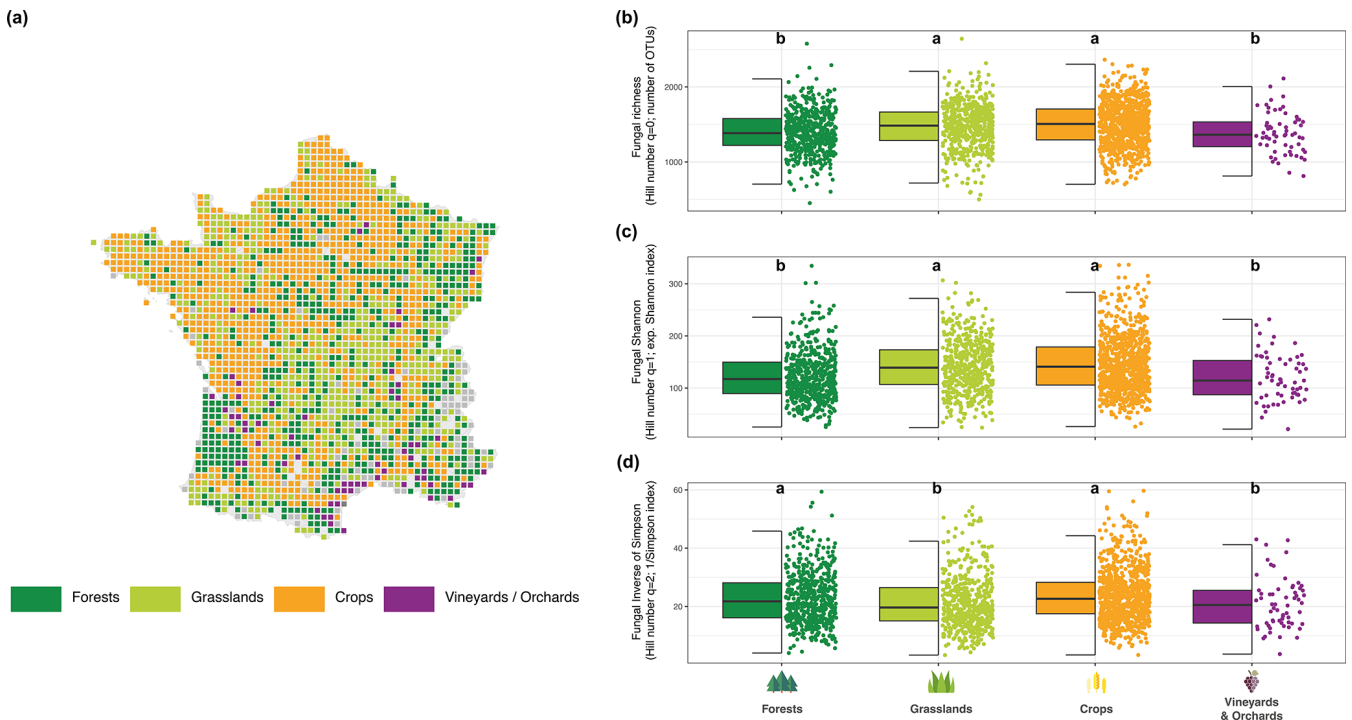 (a)
Forests
Grasslands
Crops
Vineyards / Orchards
(b)
Fungal richness
(Hill number q=0; number of OTUs)
2000
1000
b
a
a
b
(c)
Fungal Shannon
(Hill number q=1; exp. Shannon index)
300
200
100
b
a
a
b
(d)
Fungal Inverse of Simpson
(Hill number q=2; 1/Simpson index)
60
40
20
a
b
a
b
Forests
Grasslands
Crops
Vineyards
& Orchards